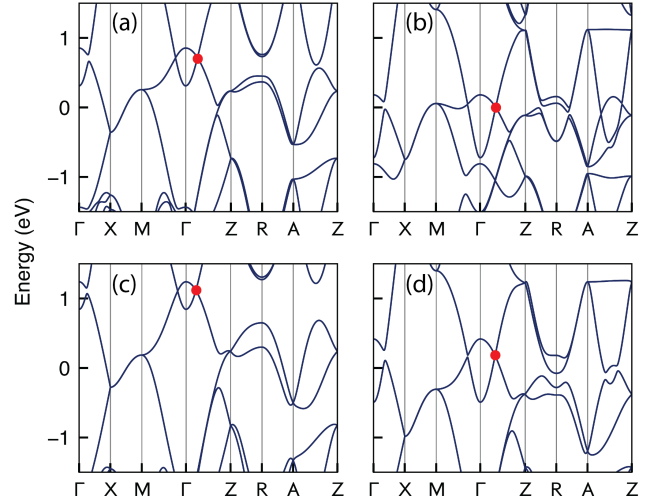 (a)
(b)
1
0
−1
Γ X M Γ Z R A Z
Γ X M Γ Z R A Z
Energy (eV)
(c)
(d)
1
0
−1
Γ X M Γ Z R A Z
Γ X M Γ Z R A Z